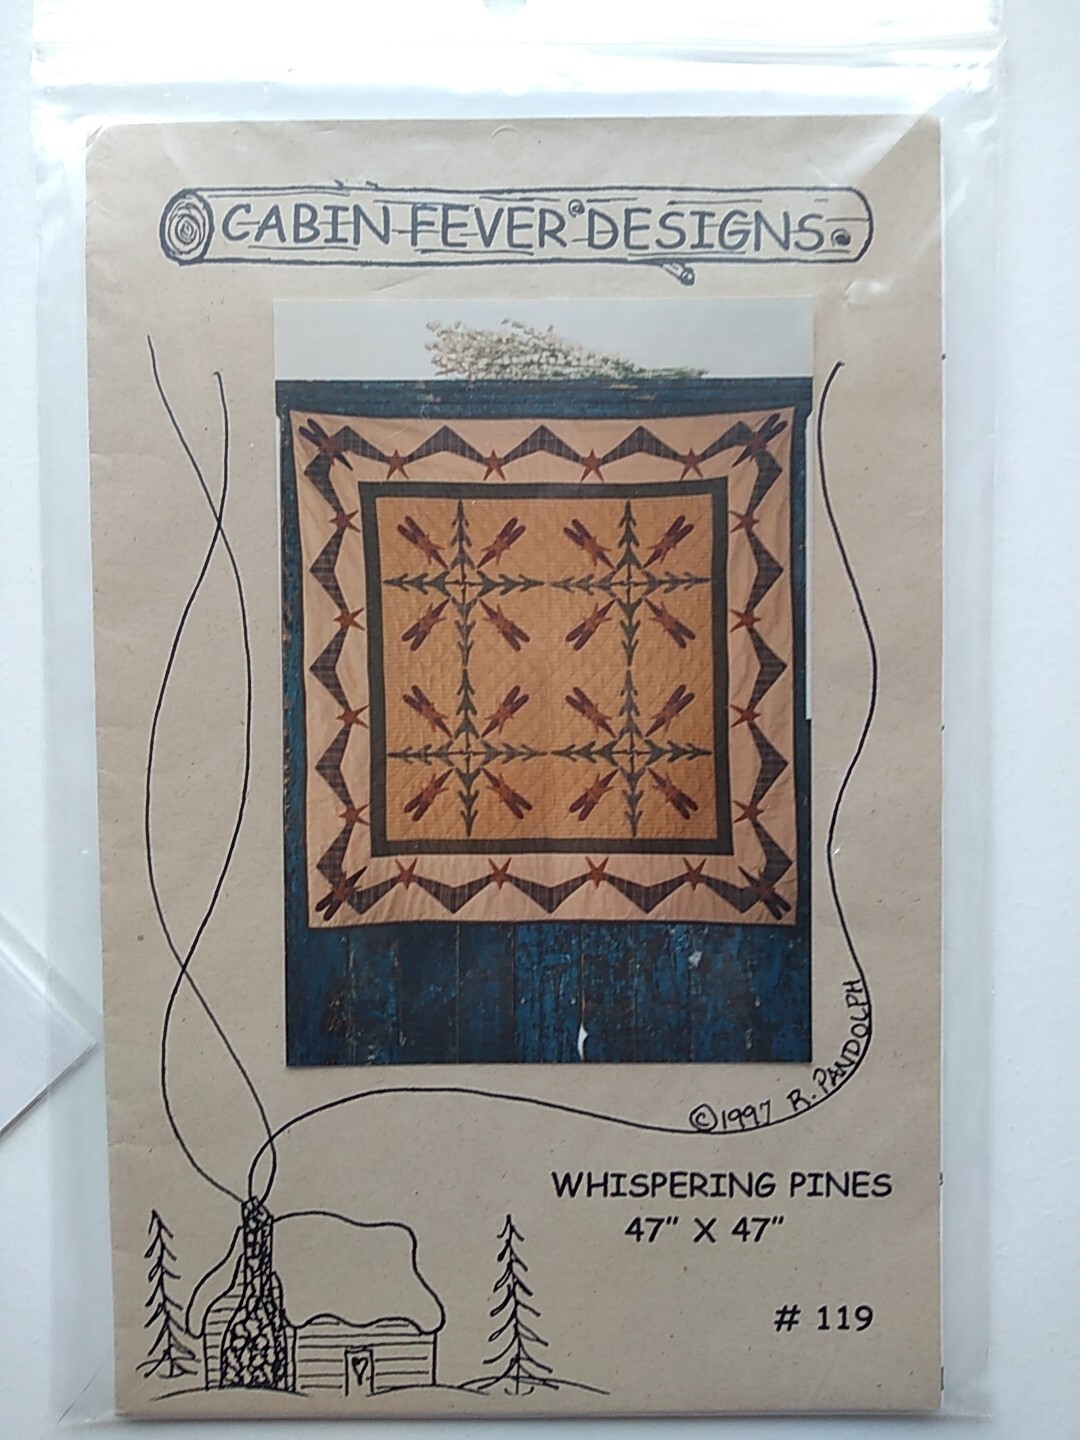 CABIN FEVER DESIGNS
©1997 R. PANDOLPH
WHISPERING PINES
47" X 47"
# 119